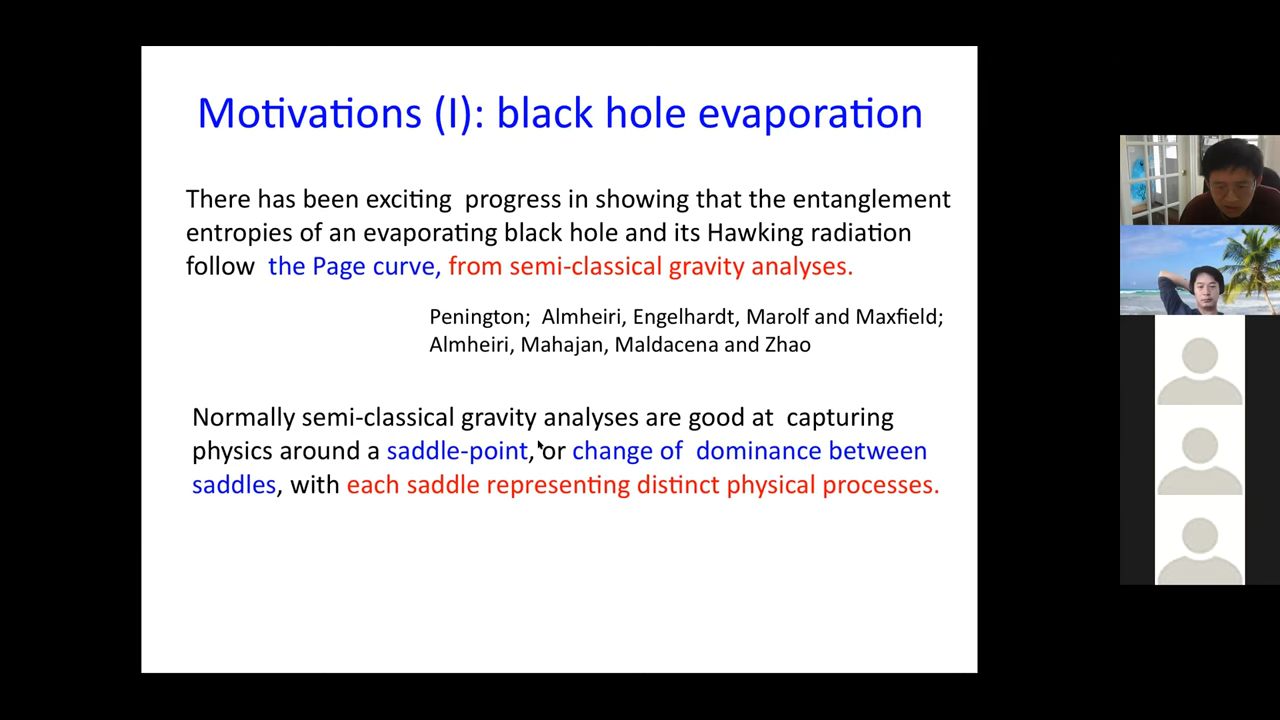 Motivations (I): black hole evaporation
There has been exciting progress in showing that the entanglement
entropies of an evaporating black hole and its Hawking radiation
follow the Page curve, from semi-classical gravity analyses.
Penington; Almheiri, Engelhardt, Marolf and Maxfield;
Almheiri, Mahajan, Maldacena and Zhao
Normally semi-classical gravity analyses are good at capturing
physics around a saddle-point, or change of dominance between
saddles, with each saddle representing distinct physical processes.